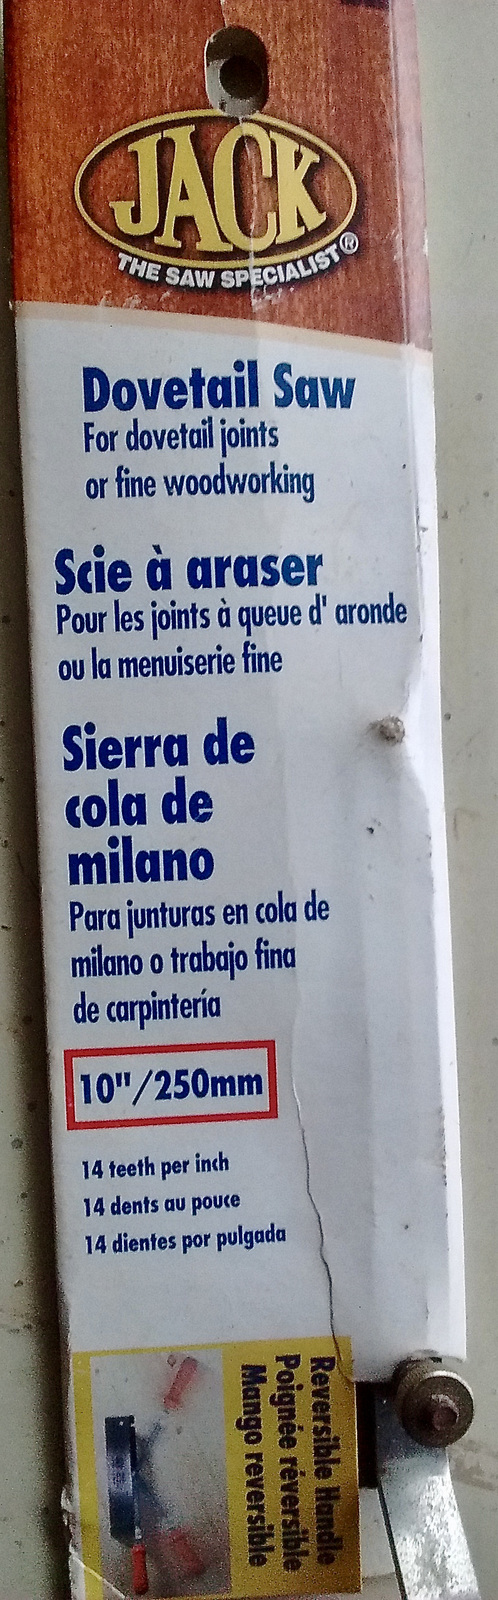 JACK
THE SAW SPECIALIST®
Dovetail Saw
For dovetail joints
or fine woodworking
Scie à araser
Pour les joints à queue d' aronde
ou la menuiserie fine
Sierra de
cola de
milano
Para junturas en cola de
milano o trabajo fina
de carpintería
10"/250mm
14 teeth per inch
14 dents au pouce
14 dientes por pulgada
Reversible Handle
Poignée réversible
Mango reversible